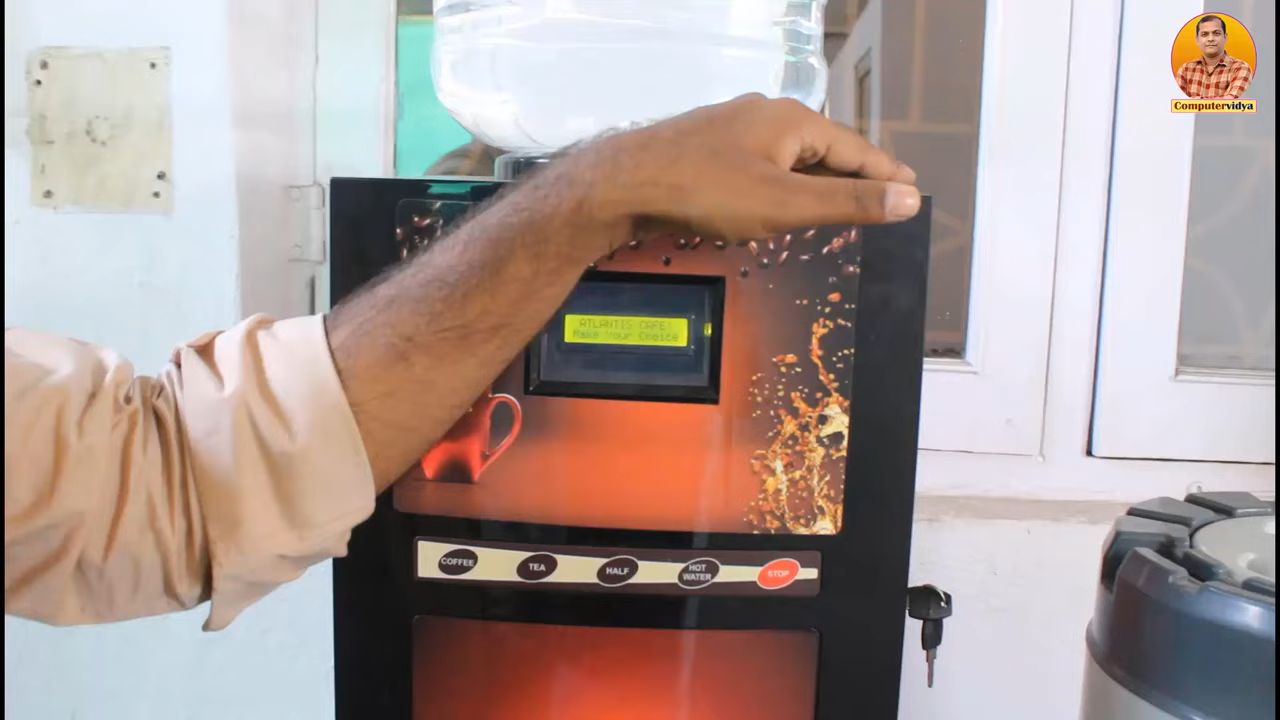 Computervidya
ATLANTIS CAFE!
Make Your Choice
COFFEE
TEA
HALF
HOT
WATER
STOP